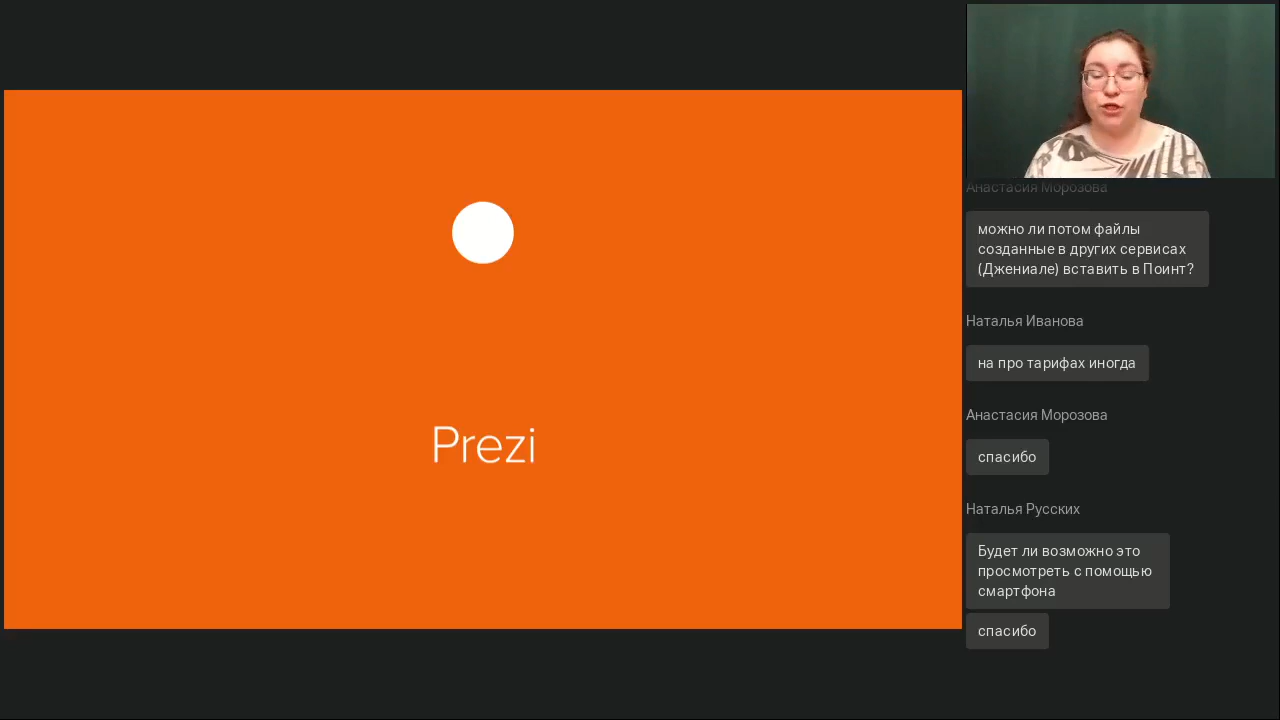 Prezi
Анастасия Морозова
можно ли потом файлы
созданные в других сервисах
(Джениале) вставить в Поинт?
Наталья Иванова
на про тарифах иногда
Анастасия Морозова
спасибо
Наталья Русских
Будет ли возможно это
просмотреть с помощью
смартфона
спасибо